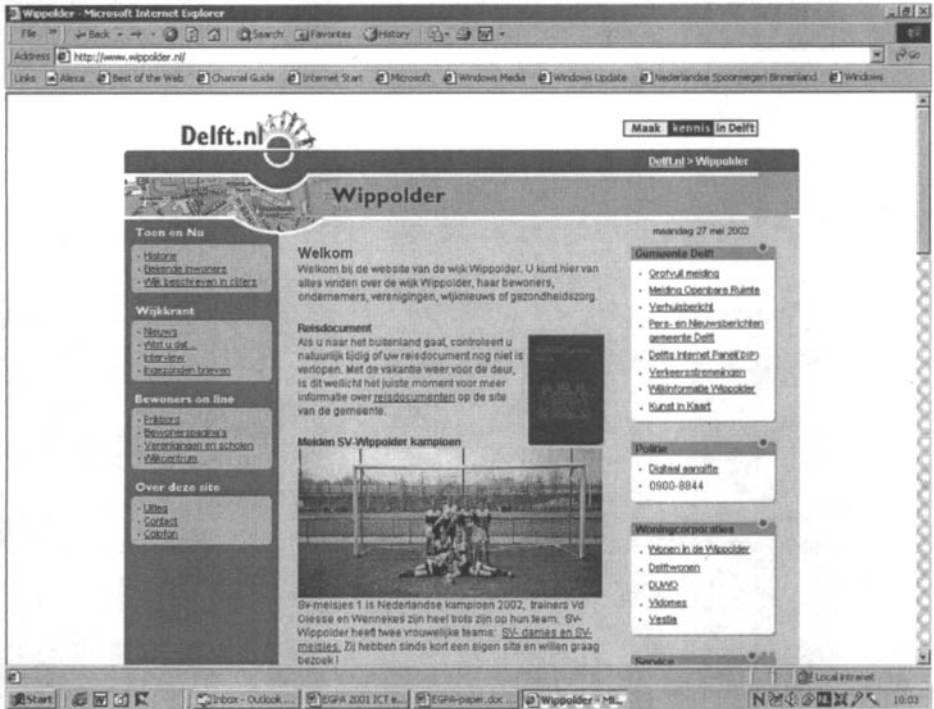 Wippolder - Microsoft Internet Explorer
File Back Search Favorites History
Address http://www.wippolder.nl/ Go
Links Alexa Best of the Web Channel Guide Internet Start Microsoft Windows Media Windows Update Nederlandse Spoorwegen Binnenland Windows
Delft.nl
Maak kennis in Delft
Delft.nl > Wippolder
Wippolder
maandag 27 mei 2002
Toen en Nu
Historie
Bekende inwoners
Wijk beschreven in cijfers
Wijkkrant
Nieuws
Wist u dat...
Interview
Ingezonden brieven
Bewoners on line
Prikbord
Bewonerspagina's
Verenigingen en scholen
Wijkcentrum
Over deze site
Uitleg
Contact
Colofon
Welkom
Welkom bij de website van de wijk Wippolder. U kunt hier van
alles vinden over de wijk Wippolder, haar bewoners,
ondernemers, verenigingen, wijknieuws of gezondheidszorg.
Reisdocument
Als u naar het buitenland gaat, controleert u
natuurlijk tijdig of uw reisdocument nog niet is
verlopen. Met de vakantie weer voor de deur,
is dit wellicht het juiste moment voor meer
informatie over reisdocumenten op de site
van de gemeente.
Meiden SV-Wippolder kampioen
SV-meisjes 1 is Nederlandse kampioen 2002, trainers Vd
Giesse en Wennekes zijn heel trots zijn op hun team. SV-
Wippolder heeft twee vrouwelijke teams: SV- dames en SV-
meisjes. Zij hebben sinds kort een eigen site en willen graag
bezoek!
Gemeente Delft
Grofvuil melding
Melding Openbare Ruimte
Verhuisbericht
Pers- en Nieuwsberichten
gemeente Delft
Delfts Internet Panel(DIP)
Verkeersstremmingen
Wijkinformatie Wippolder
Kunst in Kaart
Politie
Digitaal aangifte
0900-8844
Woningcorporaties
Wonen in de Wippolder
Delftwonen
DUWO
Vidomes
Vestia
Service
Local intranet
Start Inbox - Outlook ... EGPA 2001 ICT e... EGPA-paper.doc ... Wippolder - Mi... 10:03